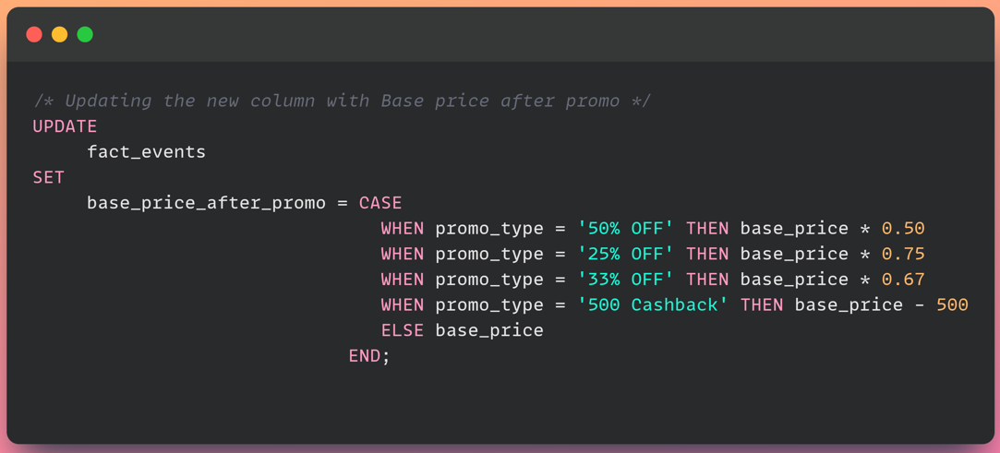 /* Updating the new column with Base price after promo */
UPDATE
     fact_events
SET
     base_price_after_promo = CASE
                                WHEN promo_type = '50% OFF' THEN base_price * 0.50
                                WHEN promo_type = '25% OFF' THEN base_price * 0.75
                                WHEN promo_type = '33% OFF' THEN base_price * 0.67
                                WHEN promo_type = '500 Cashback' THEN base_price - 500
                                ELSE base_price
                             END;